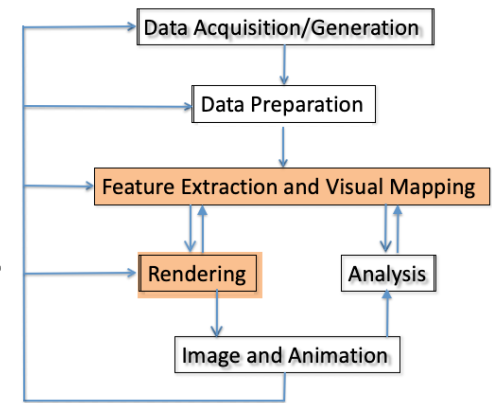 Data Acquisition/Generation
Data Preparation
Feature Extraction and Visual Mapping
Rendering
Analysis
Image and Animation